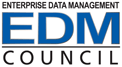 ENTERPRISE DATA MANAGEMENT
EDM
COUNCIL